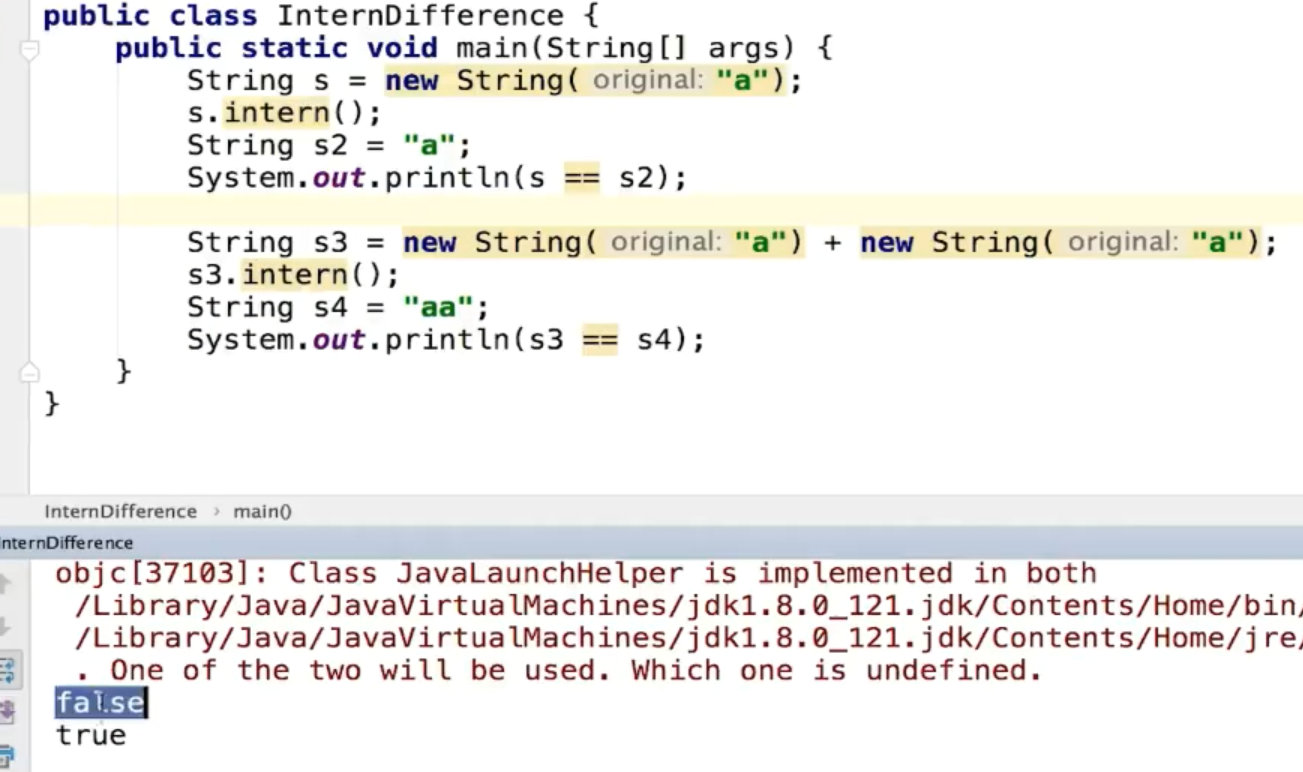 public class InternDifference {
public static void main(String[] args) {
String s = new String( original: "a");
s.intern();
String s2 = "a";
System.out.println(s == s2);
String s3 = new String( original: "a") + new String( original: "a");
s3.intern();
String s4 = "aa";
System.out.println(s3 == s4);
}
}
InternDifference › main()
nternDifference
objc[37103]: Class JavaLaunchHelper is implemented in both
/Library/Java/JavaVirtualMachines/jdk1.8.0_121.jdk/Contents/Home/bin/
/Library/Java/JavaVirtualMachines/jdk1.8.0_121.jdk/Contents/Home/jre/
. One of the two will be used. Which one is undefined.
false
true